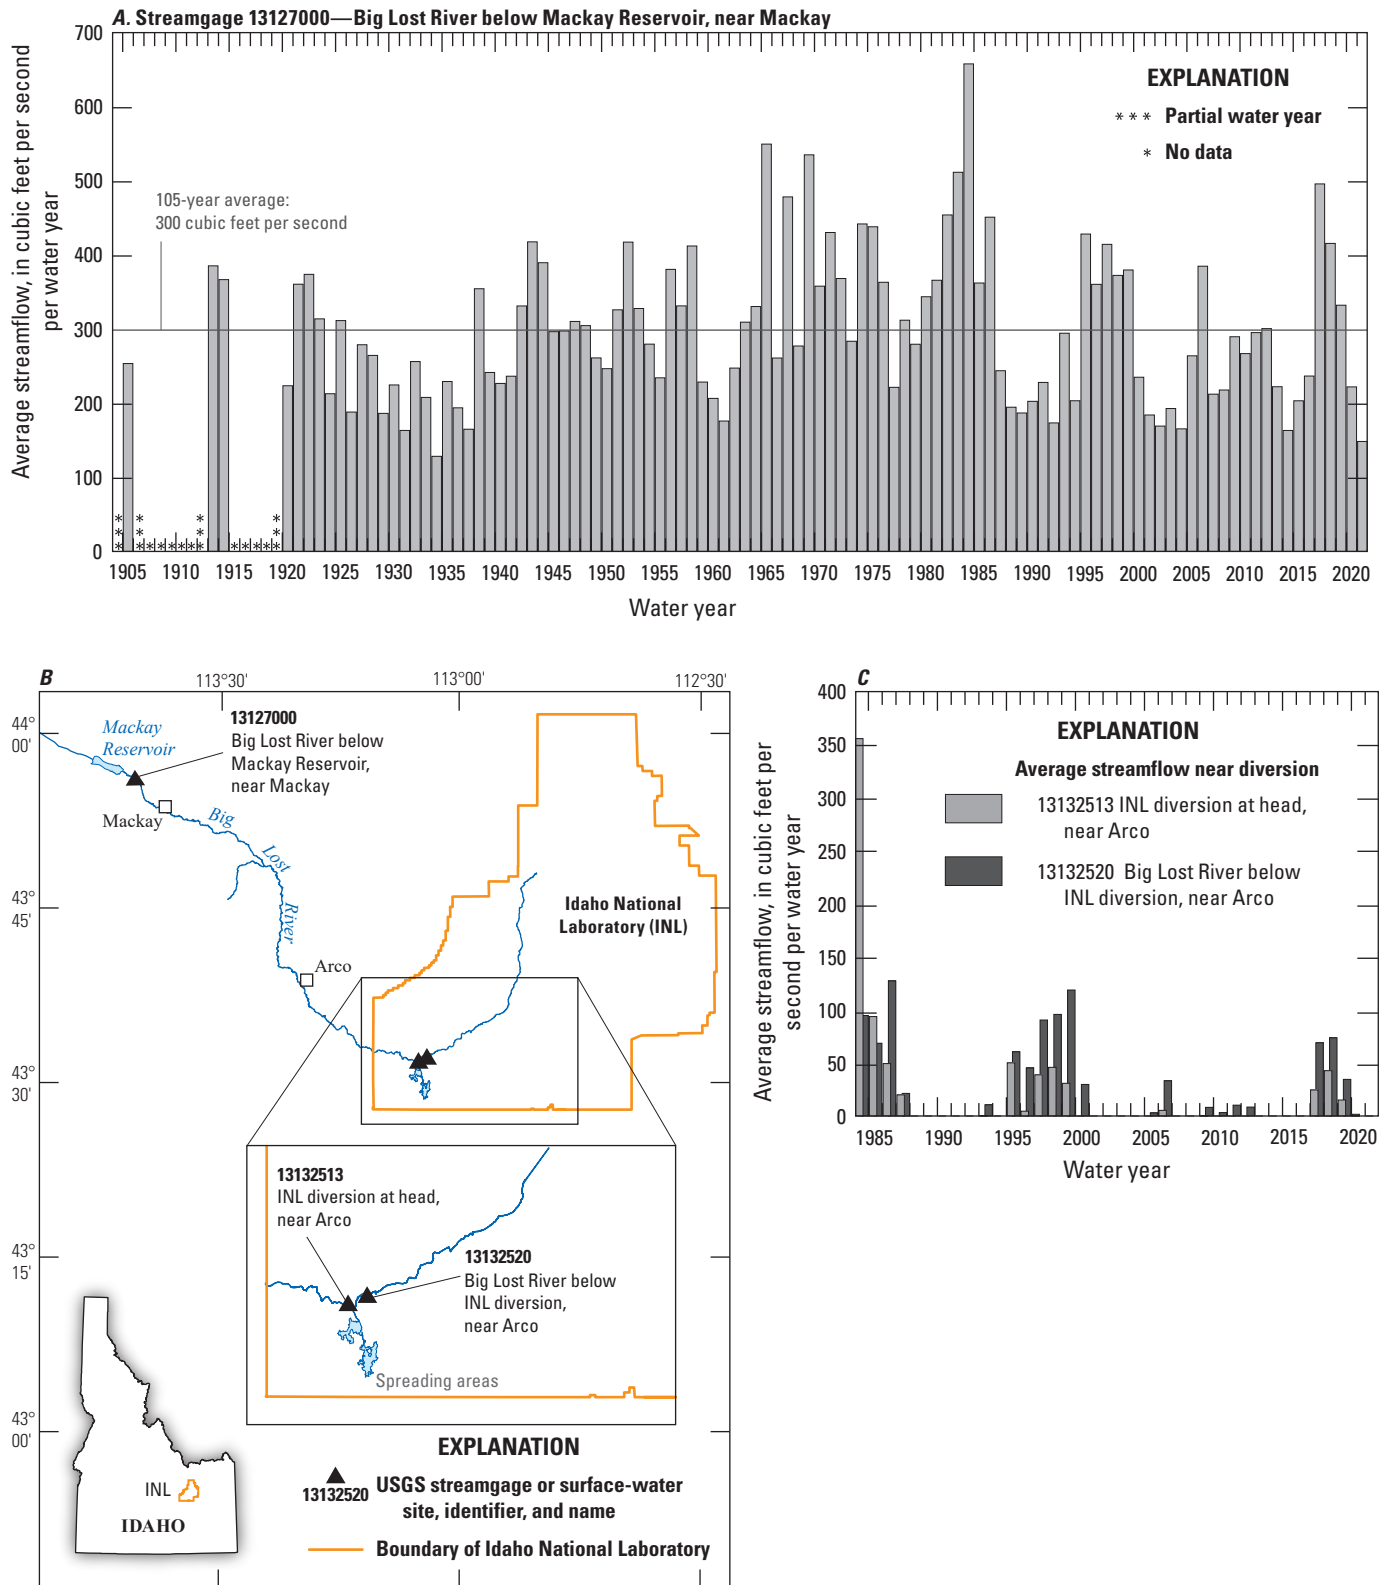 A. Streamgage 13127000—Big Lost River below Mackay Reservoir, near Mackay
Average streamflow, in cubic feet per second
per water year
700
600
500
400
300
200
100
0
EXPLANATION
* * * Partial water year
* No data
105-year average:
300 cubic feet per second
1905 1910 1915 1920 1925 1930 1935 1940 1945 1950 1955 1960 1965 1970 1975 1980 1985 1990 1995 2000 2005 2010 2015 2020
Water year
B
113°30'
113°00'
112°30'
44°
00'
43°
45'
43°
30'
43°
15'
43°
00'
Mackay
Reservoir
13127000
Big Lost River below
Mackay Reservoir,
near Mackay
Mackay
Big
Lost
River
Arco
Idaho National
Laboratory (INL)
13132513
INL diversion at head,
near Arco
13132520
Big Lost River below
INL diversion,
near Arco
Spreading areas
INL
IDAHO
EXPLANATION
13132520
USGS streamgage or surface-water
site, identifier, and name
Boundary of Idaho National Laboratory
C
Average streamflow, in cubic feet per
second per water year
400
350
300
250
200
150
100
50
0
EXPLANATION
Average streamflow near diversion
13132513 INL diversion at head,
near Arco
13132520 Big Lost River below
INL diversion, near Arco
1985 1990 1995 2000 2005 2010 2015 2020
Water year